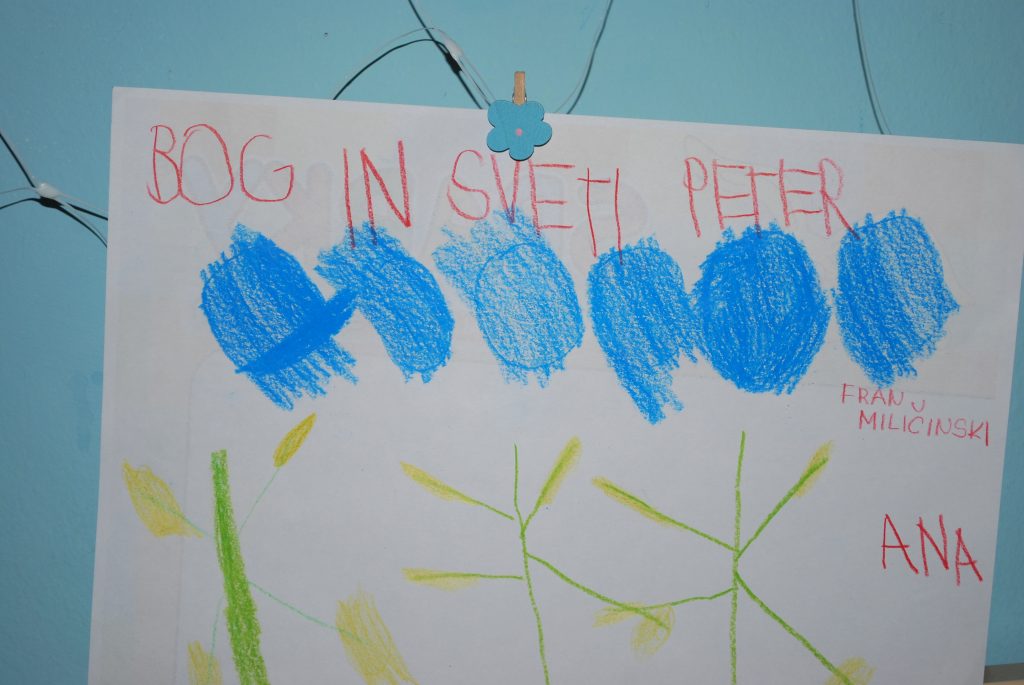 BOG IN SVETI PETER
FRAN
MILIČINSKI
ANA